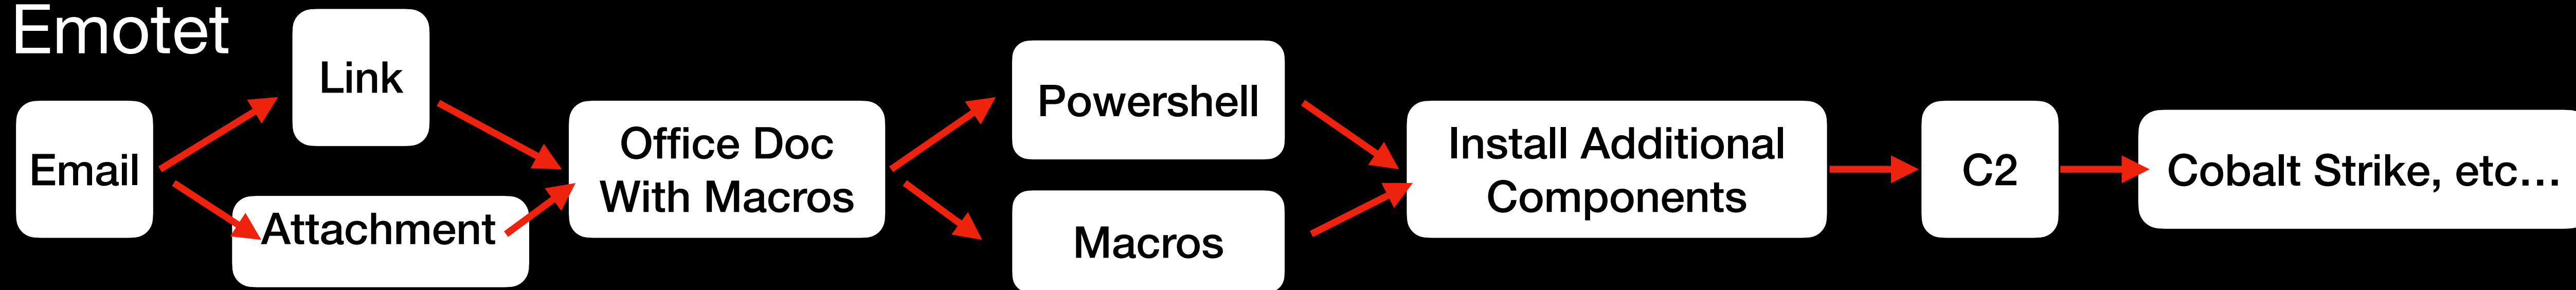 Emotet
Email
Link
Attachment
Office Doc
With Macros
Powershell
Macros
Install Additional
Components
C2
Cobalt Strike, etc...